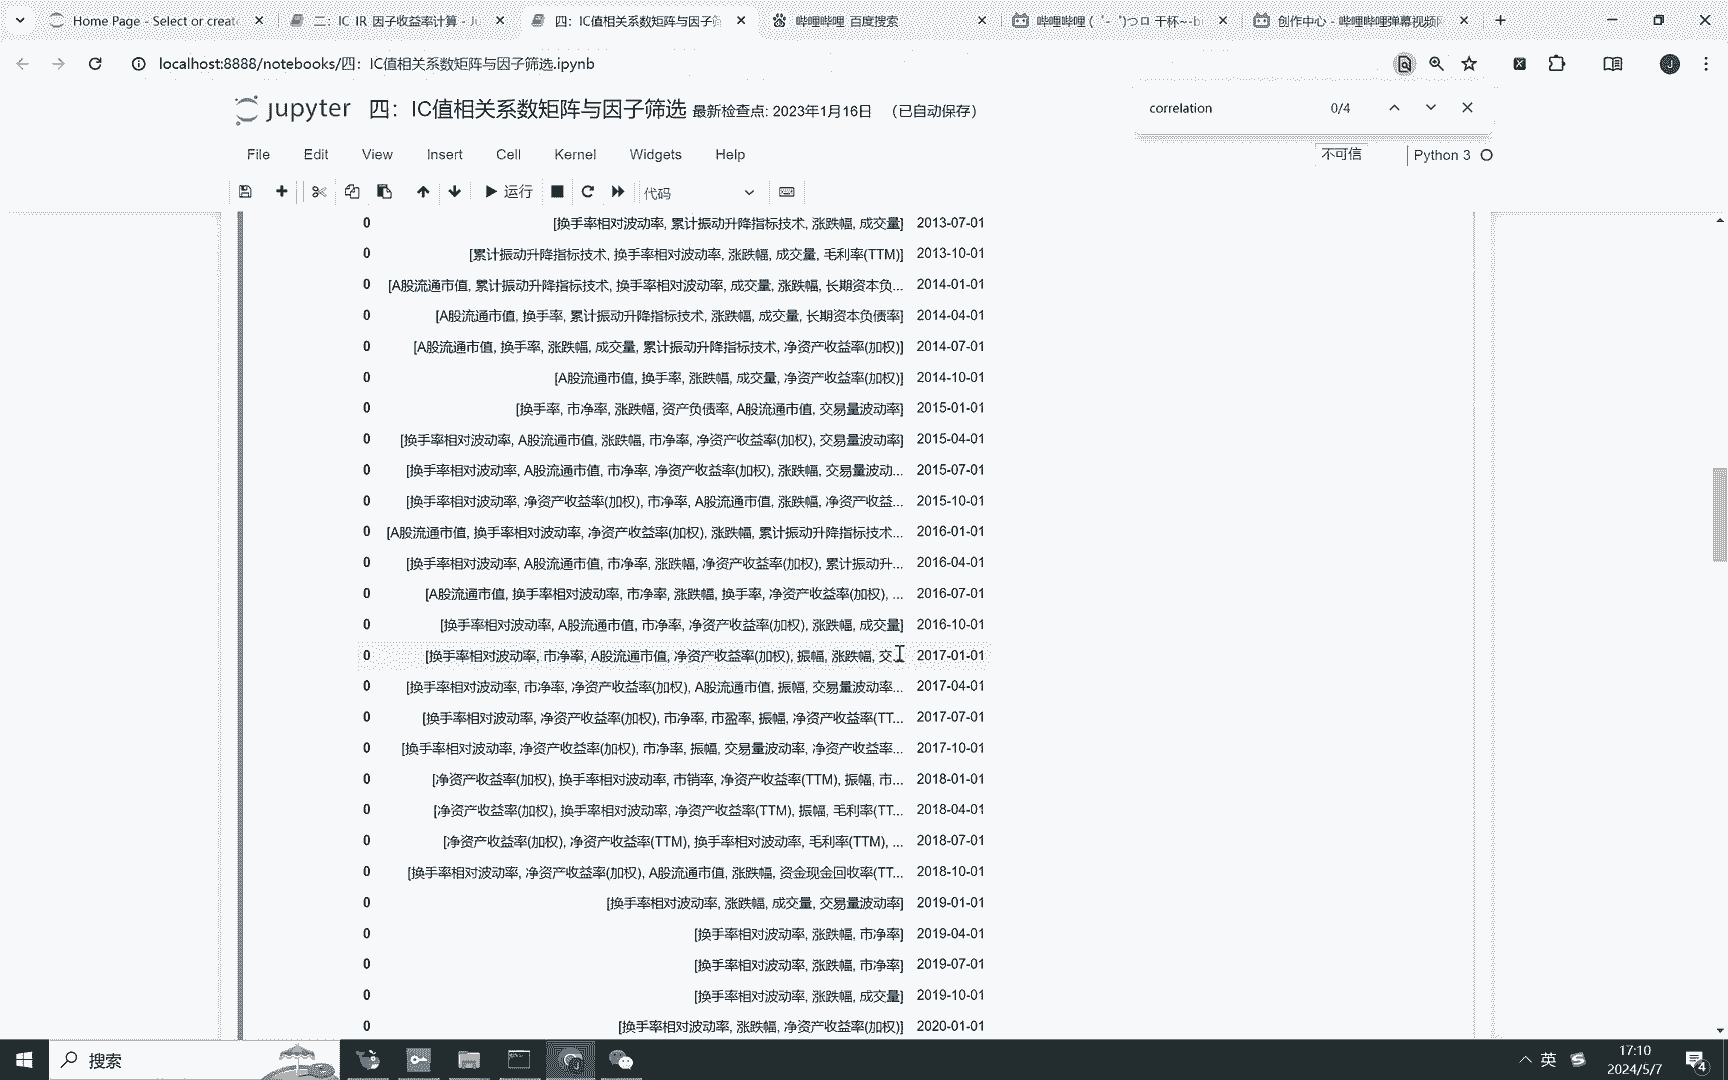 Home Page - Select or create
二：IC_IR_因子收益率计算 - Ju
四：IC值相关系数矩阵与因子筛
哔哩哔哩_百度搜索
哔哩哔哩 (゜-゜)つロ 干杯~-bi
创作中心 - 哔哩哔哩弹幕视频网
localhost:8888/notebooks/四：IC值相关系数矩阵与因子筛选.ipynb
J
correlation 0/4
jupyter 四：IC值相关系数矩阵与因子筛选 最新检查点: 2023年1月16日 （已自动保存）
File Edit View Insert Cell Kernel Widgets Help 不可信 Python 3
运行 代码
0 [换手率相对波动率, 累计振动升降指标技术, 涨跌幅, 成交量] 2013-07-01
0 [累计振动升降指标技术, 换手率相对波动率, 涨跌幅, 成交量, 毛利率(TTM)] 2013-10-01
0 [A股流通市值, 累计振动升降指标技术, 换手率相对波动率, 成交量, 涨跌幅, 长期资本负... 2014-01-01
0 [A股流通市值, 换手率, 累计振动升降指标技术, 涨跌幅, 成交量, 长期资本负债率] 2014-04-01
0 [A股流通市值, 换手率, 涨跌幅, 成交量, 累计振动升降指标技术, 净资产收益率(加权)] 2014-07-01
0 [A股流通市值, 换手率, 涨跌幅, 成交量, 净资产收益率(加权)] 2014-10-01
0 [换手率, 市净率, 涨跌幅, 资产负债率, A股流通市值, 交易量波动率] 2015-01-01
0 [换手率相对波动率, A股流通市值, 涨跌幅, 市净率, 净资产收益率(加权), 交易量波动率] 2015-04-01
0 [换手率相对波动率, A股流通市值, 市净率, 净资产收益率(加权), 涨跌幅, 交易量波动... 2015-07-01
0 [换手率相对波动率, 净资产收益率(加权), 市净率, A股流通市值, 涨跌幅, 净资产收益... 2015-10-01
0 [A股流通市值, 换手率相对波动率, 净资产收益率(加权), 涨跌幅, 累计振动升降指标技术... 2016-01-01
0 [换手率相对波动率, A股流通市值, 市净率, 涨跌幅, 净资产收益率(加权), 累计振动升... 2016-04-01
0 [A股流通市值, 换手率相对波动率, 市净率, 涨跌幅, 换手率, 净资产收益率(加权), ... 2016-07-01
0 [换手率相对波动率, A股流通市值, 市净率, 净资产收益率(加权), 涨跌幅, 成交量] 2016-10-01
0 [换手率相对波动率, 市净率, A股流通市值, 净资产收益率(加权), 振幅, 涨跌幅, 交... 2017-01-01
0 [换手率相对波动率, 市净率, 净资产收益率(加权), A股流通市值, 振幅, 交易量波动率... 2017-04-01
0 [换手率相对波动率, 净资产收益率(加权), 市净率, 市盈率, 振幅, 净资产收益率(TT... 2017-07-01
0 [换手率相对波动率, 净资产收益率(加权), 市净率, 振幅, 交易量波动率, 净资产收益率... 2017-10-01
0 [净资产收益率(加权), 换手率相对波动率, 市销率, 净资产收益率(TTM), 振幅, 市... 2018-01-01
0 [净资产收益率(加权), 换手率相对波动率, 净资产收益率(TTM), 振幅, 毛利率(TT... 2018-04-01
0 [净资产收益率(加权), 净资产收益率(TTM), 换手率相对波动率, 毛利率(TTM), ... 2018-07-01
0 [换手率相对波动率, 净资产收益率(加权), A股流通市值, 涨跌幅, 资金现金回收率(TT... 2018-10-01
0 [换手率相对波动率, 涨跌幅, 成交量, 交易量波动率] 2019-01-01
0 [换手率相对波动率, 涨跌幅, 市净率] 2019-04-01
0 [换手率相对波动率, 涨跌幅, 市净率] 2019-07-01
0 [换手率相对波动率, 涨跌幅, 成交量] 2019-10-01
0 [换手率相对波动率, 涨跌幅, 净资产收益率(加权)] 2020-01-01
搜索
英
17:10
2024/5/7
4